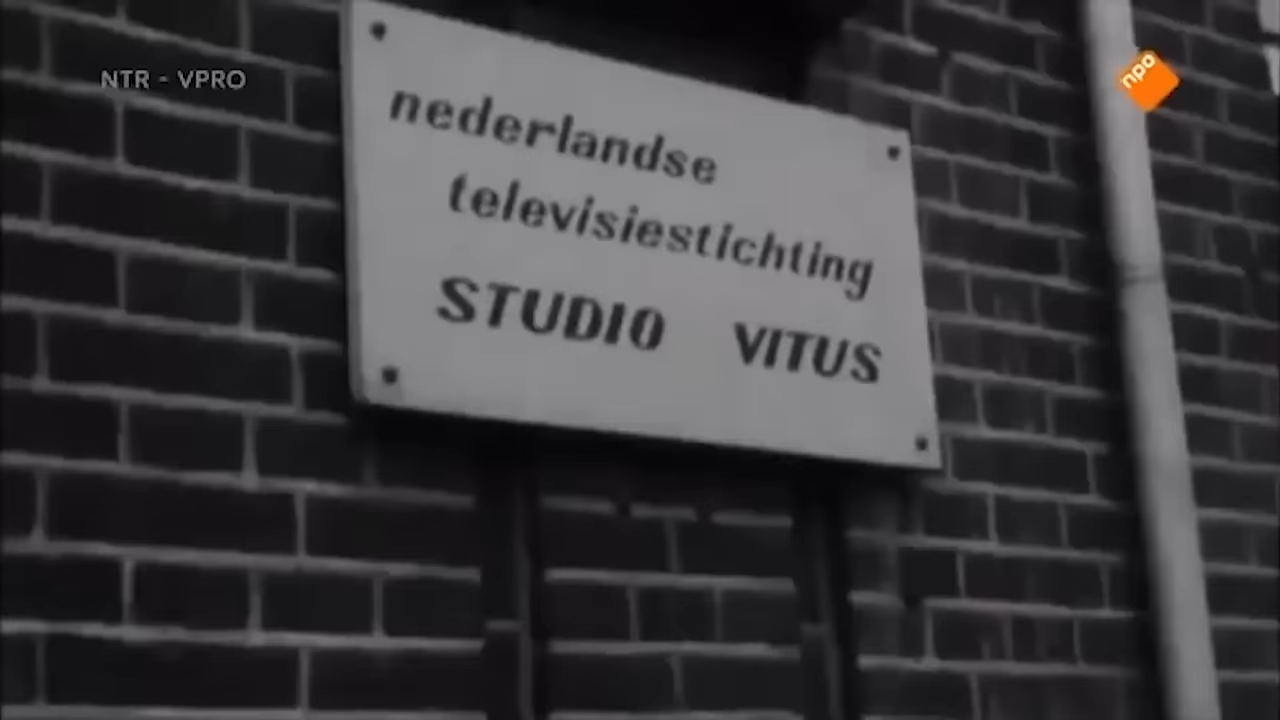 NTR - VPRO
npo
nederlandse
televisiestichting
STUDIO VITUS